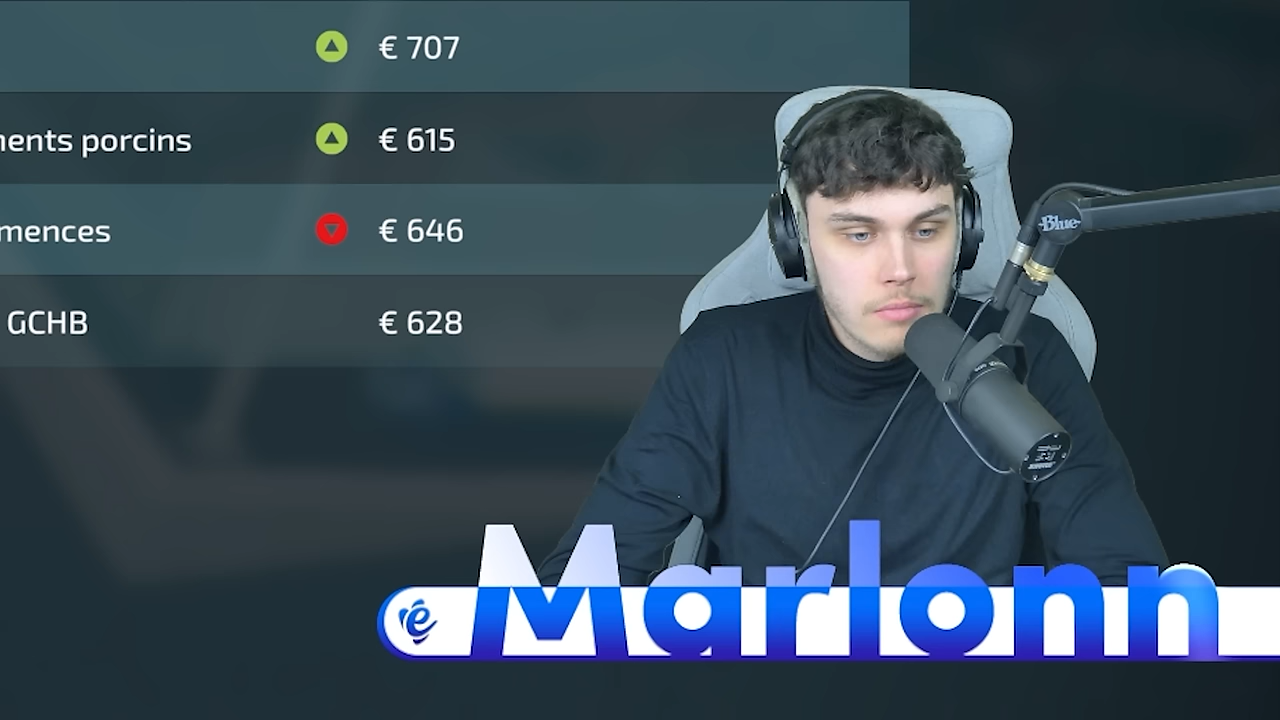 € 707
ments porcins € 615
mences € 646
GCHB € 628
Blue
Marlonn